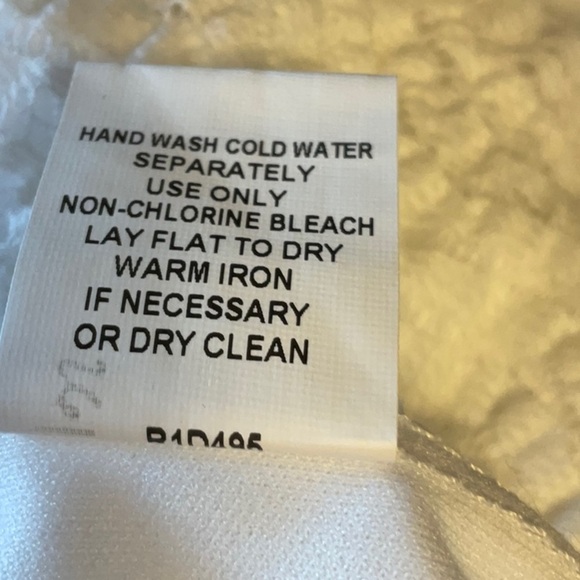 HAND WASH COLD WATER
SEPARATELY
USE ONLY
NON-CHLORINE BLEACH
LAY FLAT TO DRY
WARM IRON
IF NECESSARY
OR DRY CLEAN
R1D495